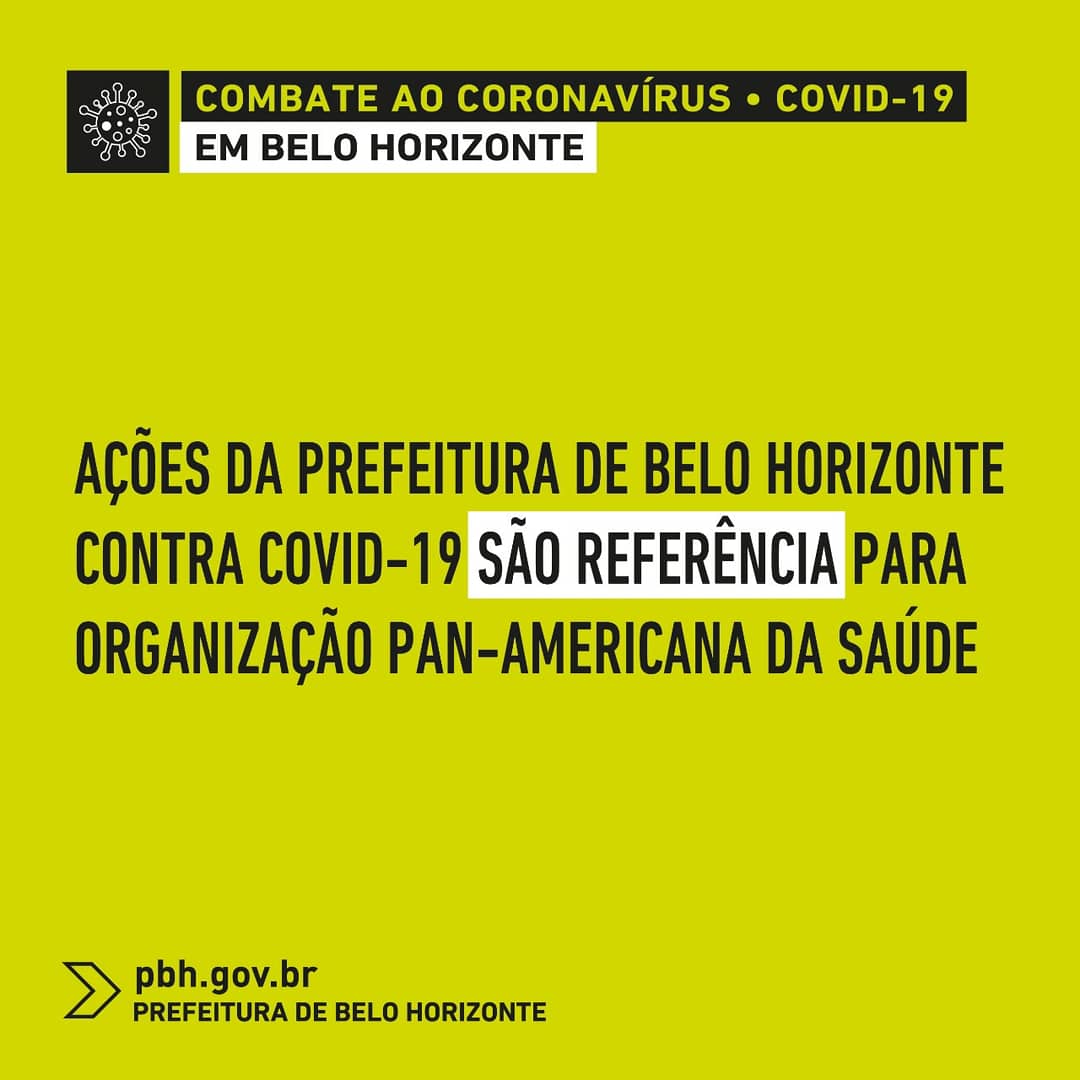 COMBATE AO CORONAVÍRUS • COVID-19
EM BELO HORIZONTE
AÇÕES DA PREFEITURA DE BELO HORIZONTE
CONTRA COVID-19 SÃO REFERÊNCIA PARA
ORGANIZAÇÃO PAN-AMERICANA DA SAÚDE
pbh.gov.br
PREFEITURA DE BELO HORIZONTE